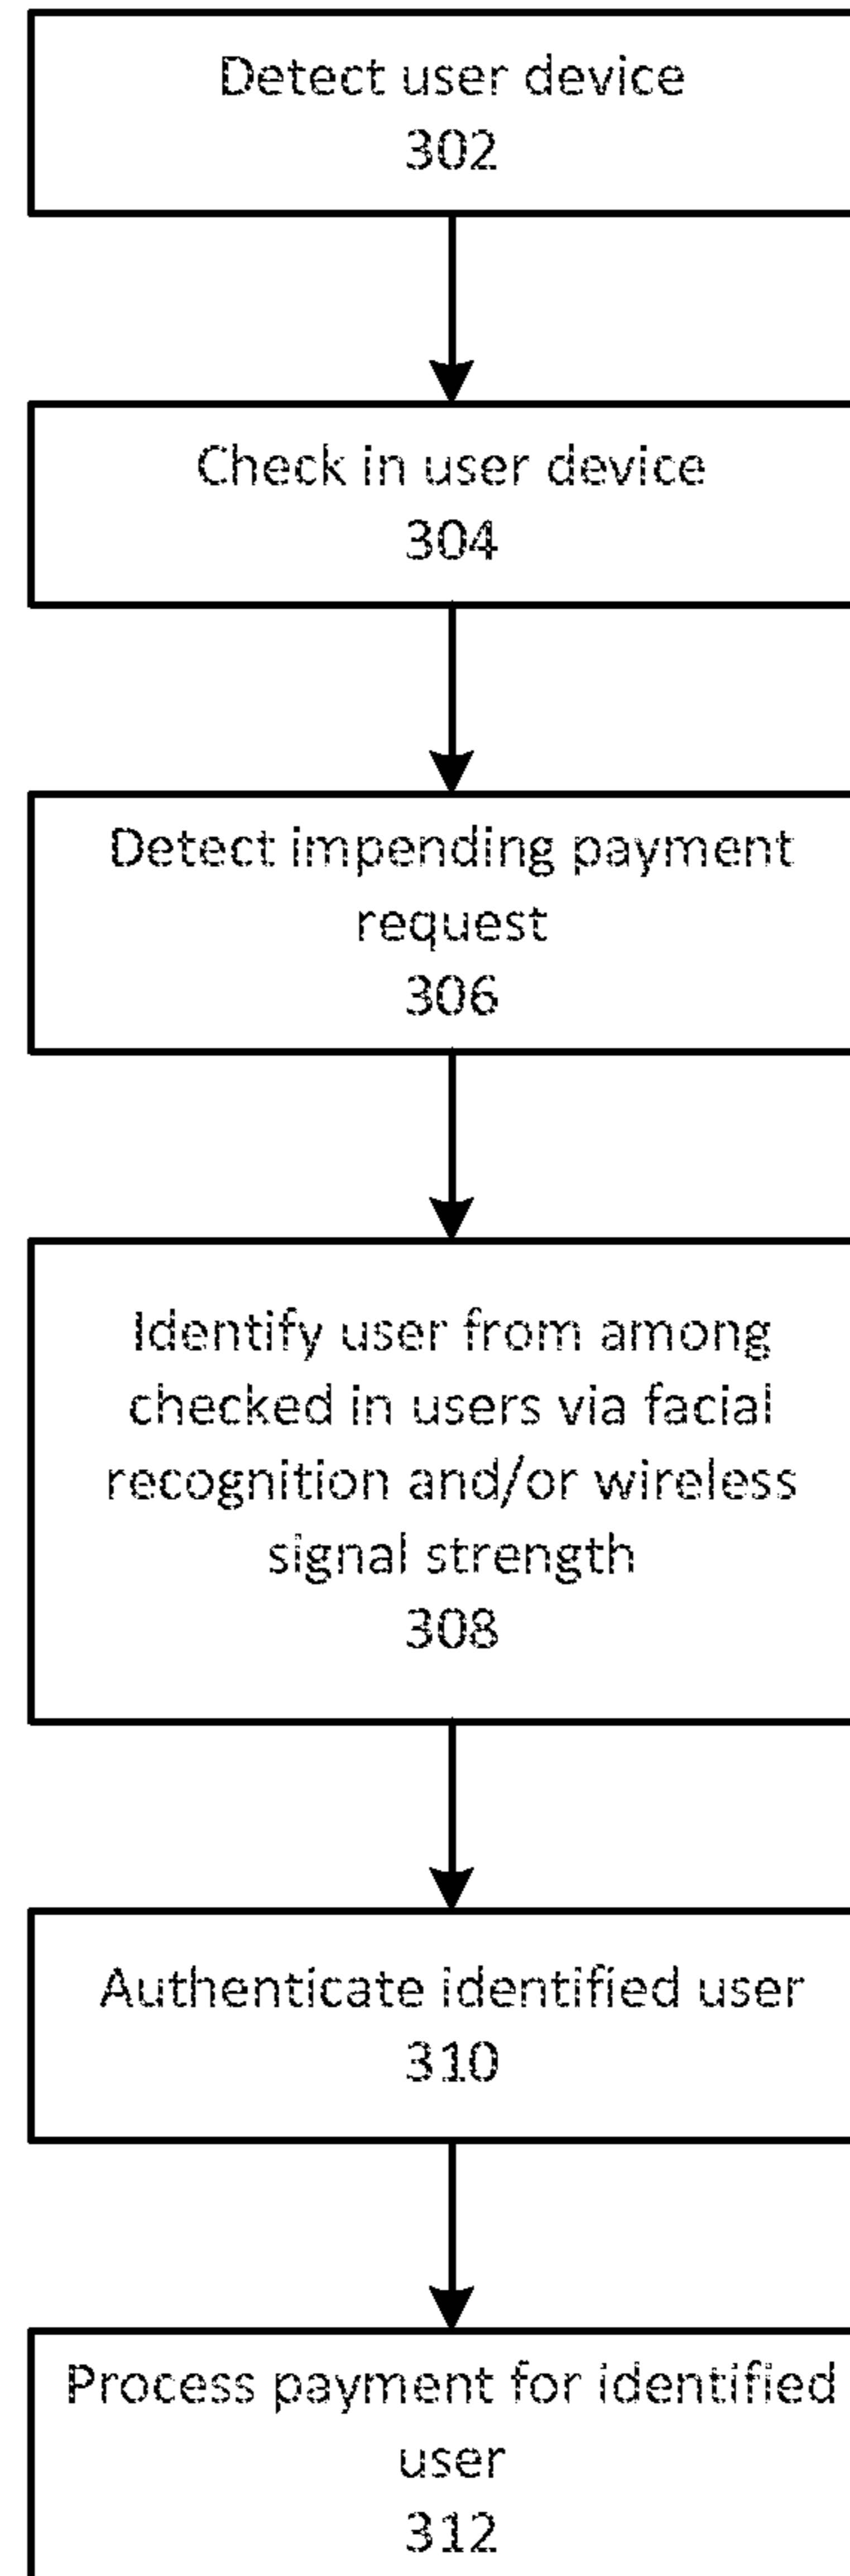 Detect user device
302
Check in user device
304
Detect impending payment
request
306
Identify user from among
checked in users via facial
recognition and/or wireless
signal strength
308
Authenticate identified user
310
Process payment for identified
user
312